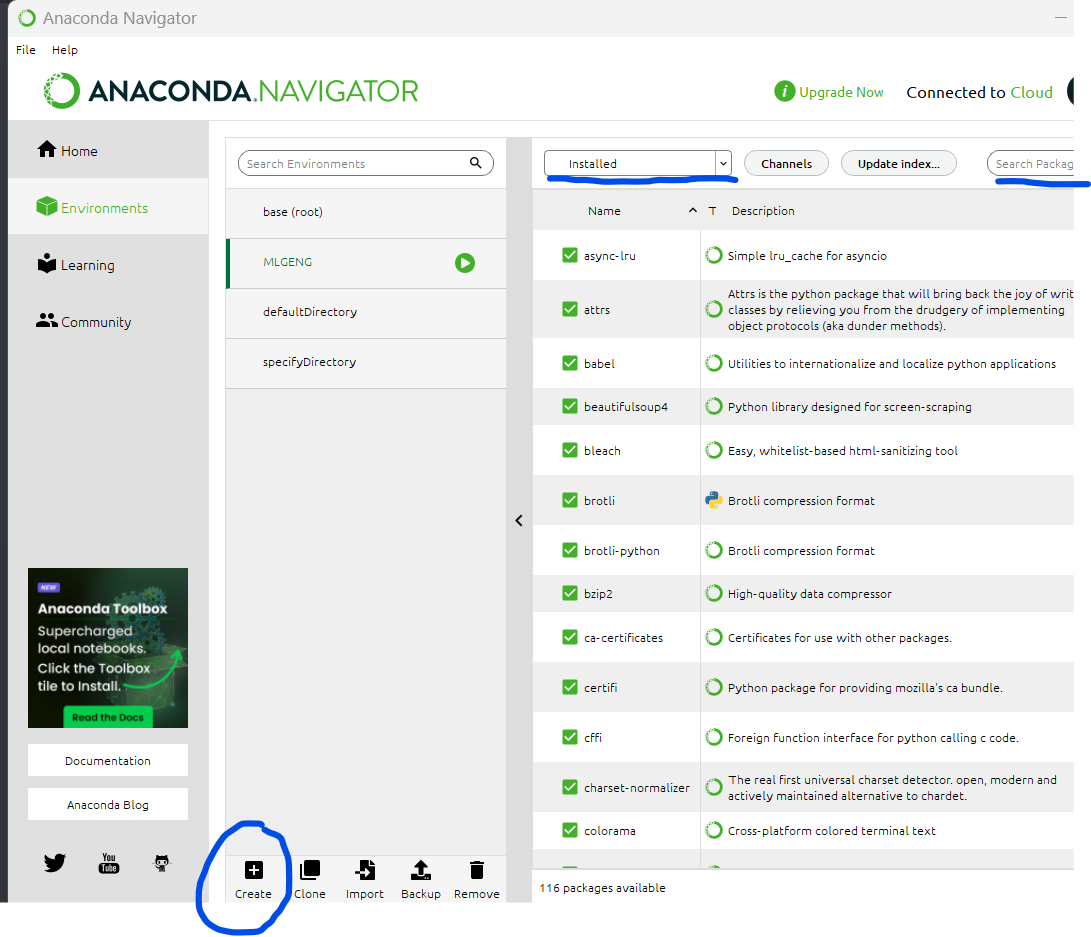 Anaconda Navigator
File Help
ANACONDA.NAVIGATOR
i Upgrade Now Connected to Cloud
Home
Environments
Learning
Community
NEW
Anaconda Toolbox
Supercharged
local notebooks.
Click the Toolbox
tile to Install.
Read the Docs
Documentation
Anaconda Blog
You
Tube
Search Environments
base (root)
MLGENG
defaultDirectory
specifyDirectory
Create Clone Import Backup Remove
Installed Channels Update index... Search Packag
Name T Description
async-lru Simple lru_cache for asyncio
attrs Attrs is the python package that will bring back the joy of writ
classes by relieving you from the drudgery of implementing
object protocols (aka dunder methods).
babel Utilities to internationalize and localize python applications
beautifulsoup4 Python library designed for screen-scraping
bleach Easy, whitelist-based html-sanitizing tool
brotli Brotli compression format
brotli-python Brotli compression format
bzip2 High-quality data compressor
ca-certificates Certificates for use with other packages.
certifi Python package for providing mozilla's ca bundle.
cffi Foreign function interface for python calling c code.
charset-normalizer The real first universal charset detector. open, modern and
actively maintained alternative to chardet.
colorama Cross-platform colored terminal text
116 packages available